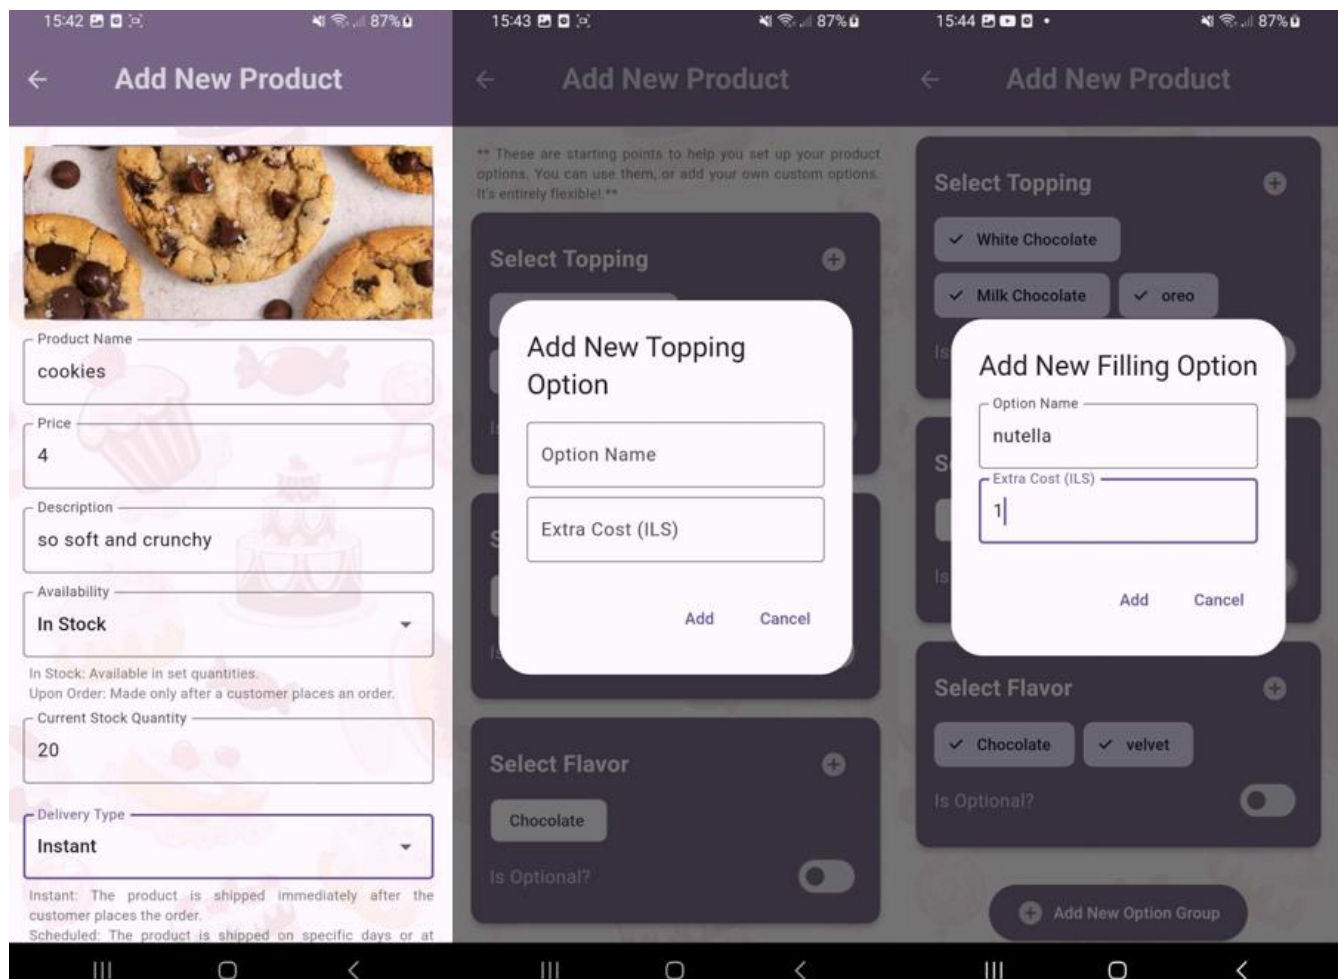 15:42
87%
Add New Product
Product Name
cookies
Price
4
Description
so soft and crunchy
Availability
In Stock
In Stock: Available in set quantities.
Upon Order: Made only after a customer places an order.
Current Stock Quantity
20
Delivery Type
Instant
Instant: The product is shipped immediately after the
customer places the order.
Scheduled: The product is shipped on specific days or at
15:43
87%
Add New Product
** These are starting points to help you set up your product
options. You can use them, or add your own custom options.
It's entirely flexible!.**
Select Topping
Add New Topping
Option
Option Name
Extra Cost (ILS)
Add Cancel
Select Flavor
Chocolate
Is Optional?
15:44
87%
Add New Product
Select Topping
White Chocolate
Milk Chocolate
oreo
Is
Add New Filling Option
Option Name
nutella
Extra Cost (ILS)
1
Add Cancel
Is
Select Flavor
Chocolate
velvet
Is Optional?
Add New Option Group